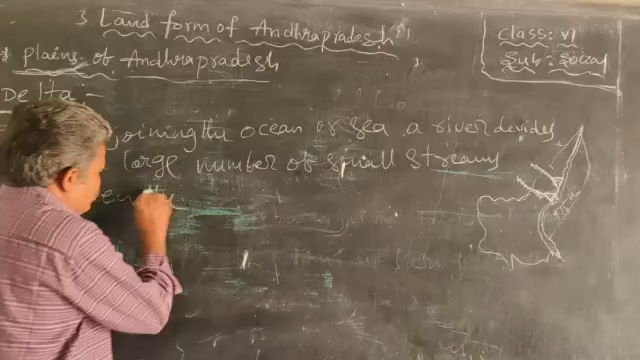 3 Land form of Andhrapradesh
Class: VI
Sub: Social
* plains of Andhrapradesh
Delta:-
joining the ocean or sea a river devides
large number of small streams